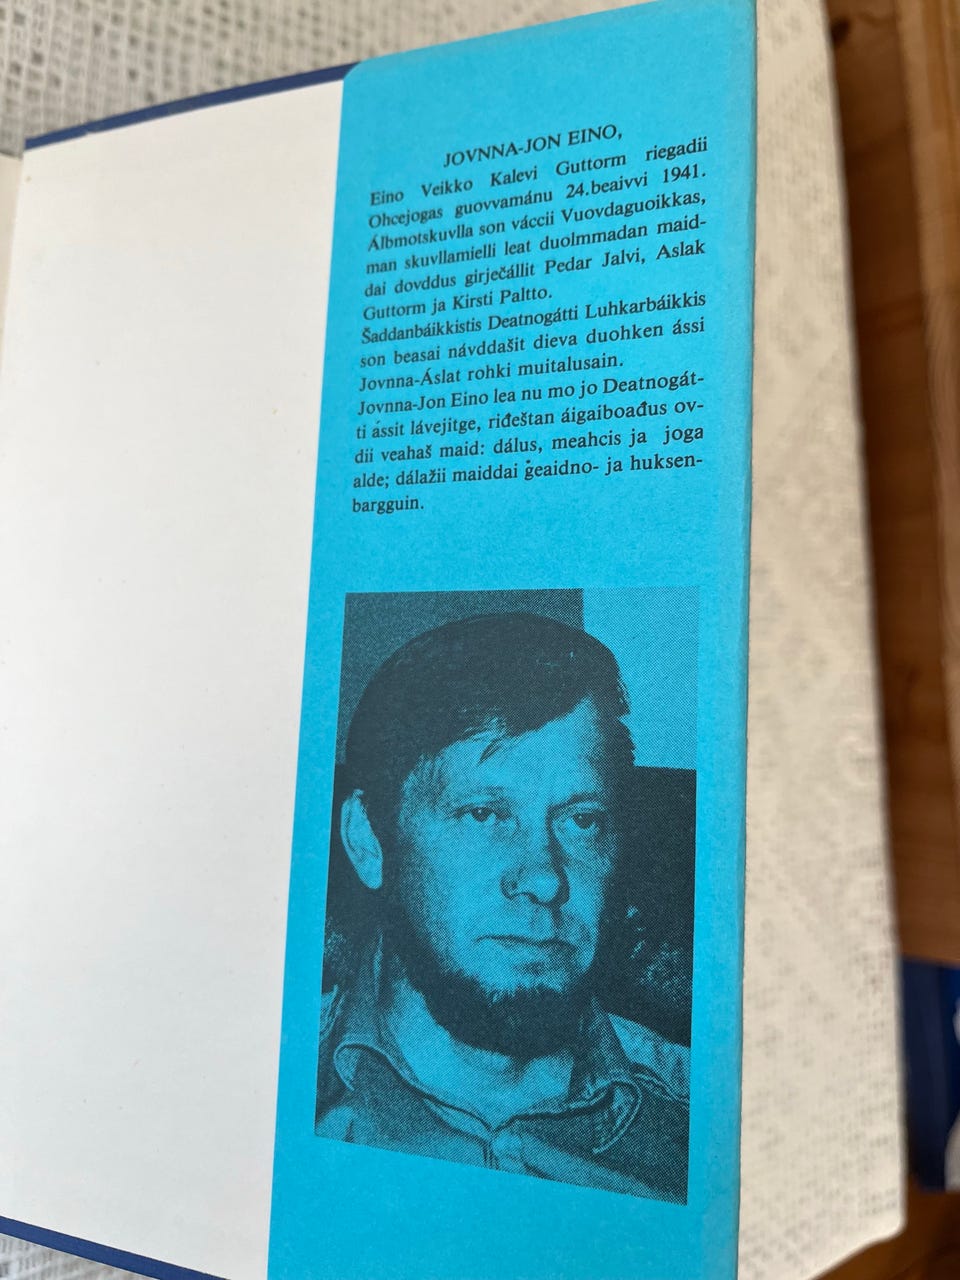 JOVNNA-JON EINO,
Eino Veikko Kalevi Guttorm riegadii
Ohcejogas guovvamánu 24.beaivvi 1941.
Álbmotskuvlla son váccii Vuovdaguoikkas,
man skuvllamielli leat duolmmadan maid-
dai dovddus girječállit Pedar Jalvi, Aslak
Guttorm ja Kirsti Paltto.
Šaddanbáikkistis Deatnogátti Luhkarbáikkis
son beasai návddašit dieva duohken ássi
Jovnna-Áslat rohki muitalusain.
Jovnna-Jon Eino lea nu mo jo Deatnogát-
ti ássit lávejitge, riđeštan áigaiboađus ov-
dii veahaš maid: dálus, meahcis ja joga
alde; dálažii maiddai geaidno- ja huksen-
bargguin.